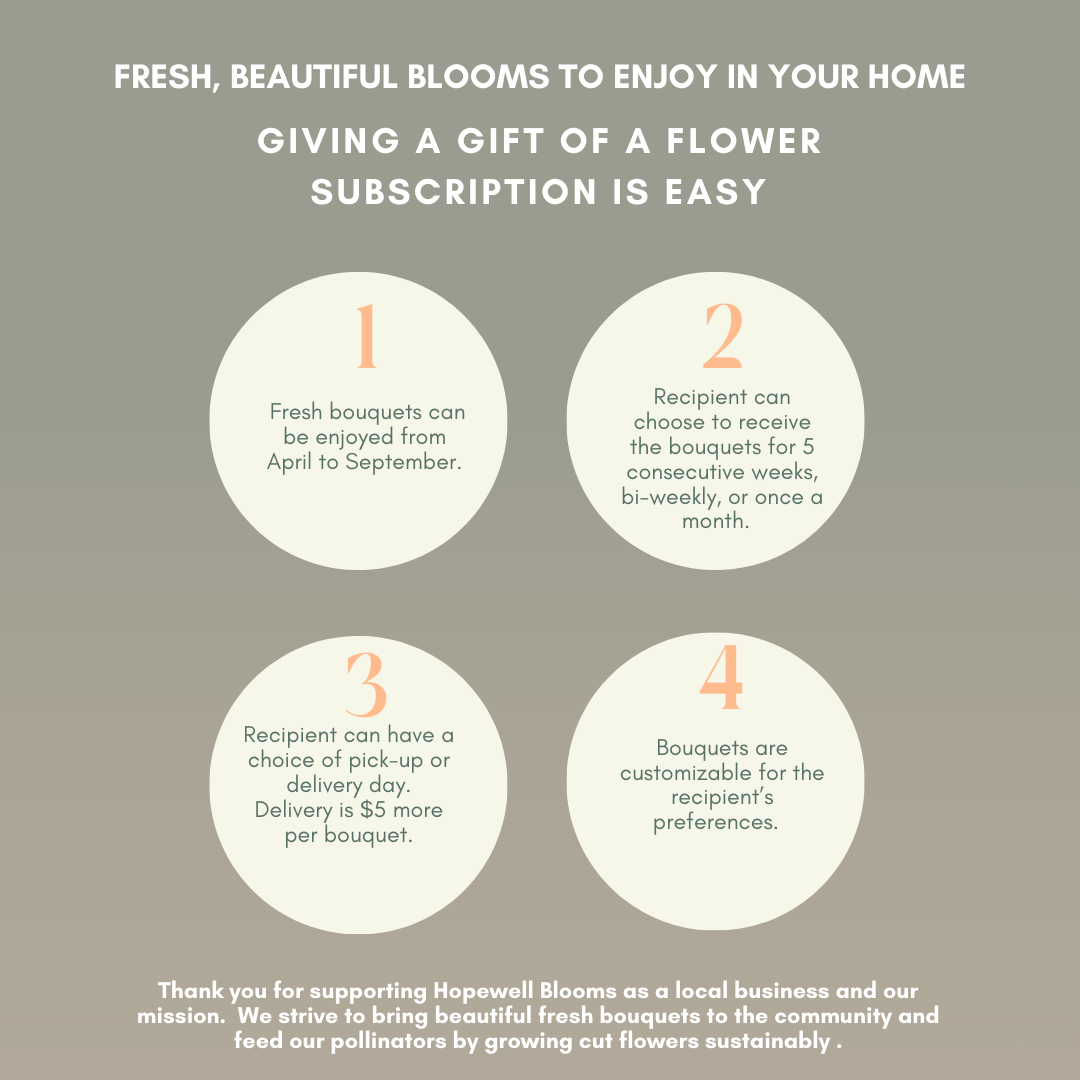 FRESH, BEAUTIFUL BLOOMS TO ENJOY IN YOUR HOME
GIVING A GIFT OF A FLOWER
SUBSCRIPTION IS EASY
1
Fresh bouquets can
be enjoyed from
April to September.
2
Recipient can
choose to receive
the bouquets for 5
consecutive weeks,
bi-weekly, or once a
month.
3
Recipient can have a
choice of pick-up or
delivery day.
Delivery is $5 more
per bouquet.
4
Bouquets are
customizable for the
recipient's
preferences.
Thank you for supporting Hopewell Blooms as a local business and our
mission.  We strive to bring beautiful fresh bouquets to the community and
feed our pollinators by growing cut flowers sustainably .